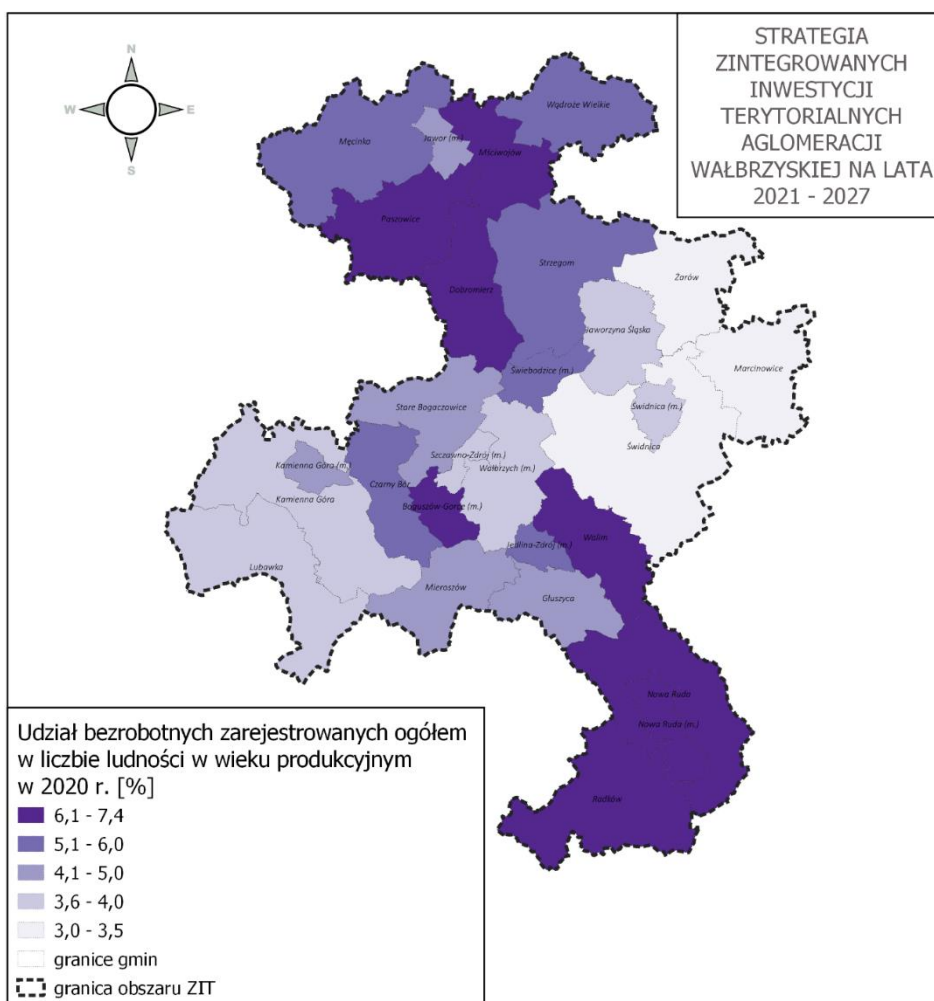 STRATEGIA
ZINTEGROWANYCH
INWESTYCJI
TERYTORIALNYCH
AGLOMERACJI
WAŁBRZYSKIEJ NA LATA
2021 - 2027
N
W
E
S
Wądroże Wielkie
Męcinka
Jawor (m.)
Mściwojów
Paszowice
Strzegom
Żarów
Dobromierz
Jaworzyna Śląska
Świebodzice (m.)
Marcinowice
Stare Bogaczowice
Świdnica (m.)
Świdnica
Szczawno-Zdrój (m.)
Kamienna Góra (m.)
Wałbrzych (m.)
Czarny Bór
Kamienna Góra
Boguszów-Gorce (m.)
Walim
Jedlina-Zdrój (m.)
Lubawka
Mieroszów
Głuszyca
Nowa Ruda
Nowa Ruda (m.)
Radków
Udział bezrobotnych zarejestrowanych ogółem
w liczbie ludności w wieku produkcyjnym
w 2020 r. [%]
6,1 - 7,4
5,1 - 6,0
4,1 - 5,0
3,6 - 4,0
3,0 - 3,5
granice gmin
granica obszaru ZIT